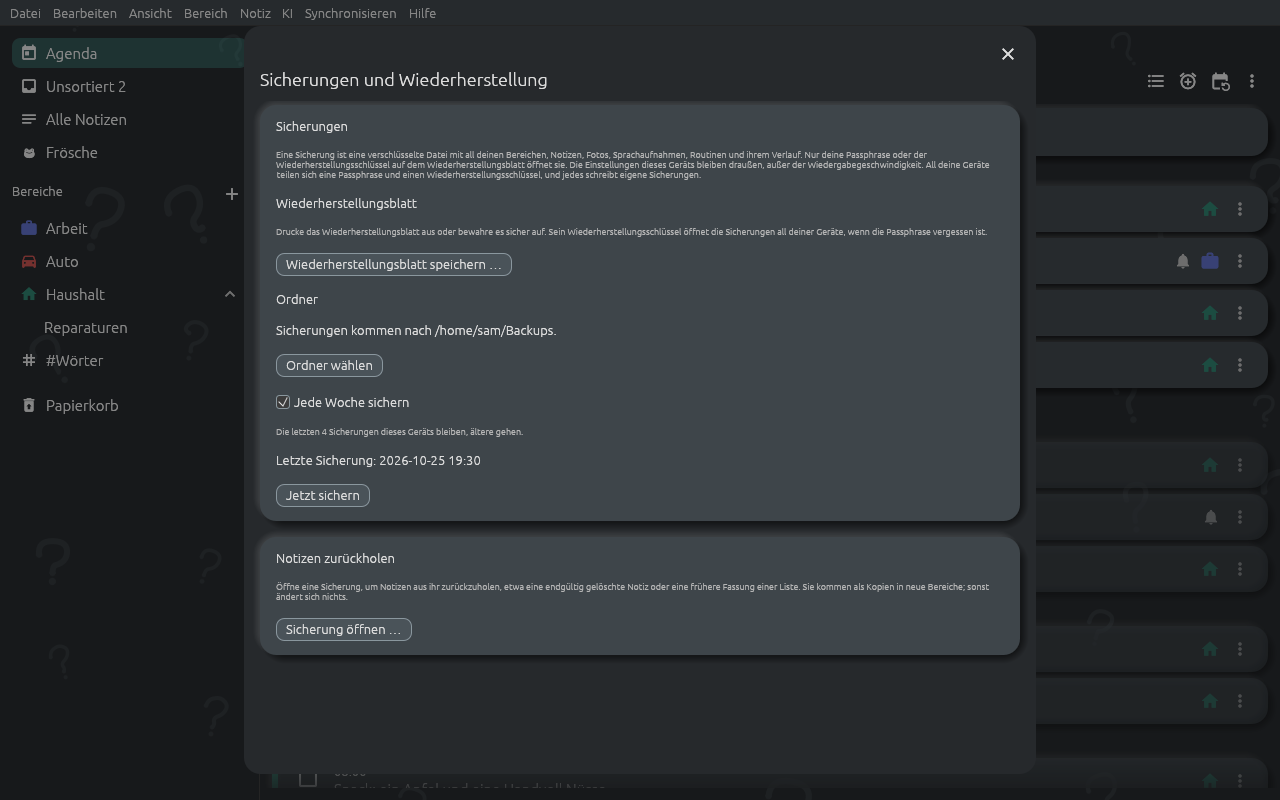 Datei Bearbeiten Ansicht Bereich Notiz KI Synchronisieren Hilfe
Agenda
Unsortiert 2
Alle Notizen
Frösche
Bereiche
Arbeit
Auto
Haushalt
Reparaturen
#Wörter
Papierkorb
Sicherungen und Wiederherstellung
Sicherungen
Eine Sicherung ist eine verschlüsselte Datei mit all deinen Bereichen, Notizen, Fotos, Sprachaufnahmen, Routinen und ihrem Verlauf. Nur deine Passphrase oder der
Wiederherstellungsschlüssel auf dem Wiederherstellungsblatt öffnet sie. Die Einstellungen dieses Geräts bleiben draußen, außer der Wiedergabegeschwindigkeit. All deine Geräte
teilen sich eine Passphrase und einen Wiederherstellungsschlüssel, und jedes schreibt eigene Sicherungen.
Wiederherstellungsblatt
Drucke das Wiederherstellungsblatt aus oder bewahre es sicher auf. Sein Wiederherstellungsschlüssel öffnet die Sicherungen all deiner Geräte, wenn die Passphrase vergessen ist.
Wiederherstellungsblatt speichern …
Ordner
Sicherungen kommen nach /home/sam/Backups.
Ordner wählen
Jede Woche sichern
Die letzten 4 Sicherungen dieses Geräts bleiben, ältere gehen.
Letzte Sicherung: 2026-10-25 19:30
Jetzt sichern
Notizen zurückholen
Öffne eine Sicherung, um Notizen aus ihr zurückzuholen, etwa eine endgültig gelöschte Notiz oder eine frühere Fassung einer Liste. Sie kommen als Kopien in neue Bereiche; sonst
ändert sich nichts.
Sicherung öffnen …